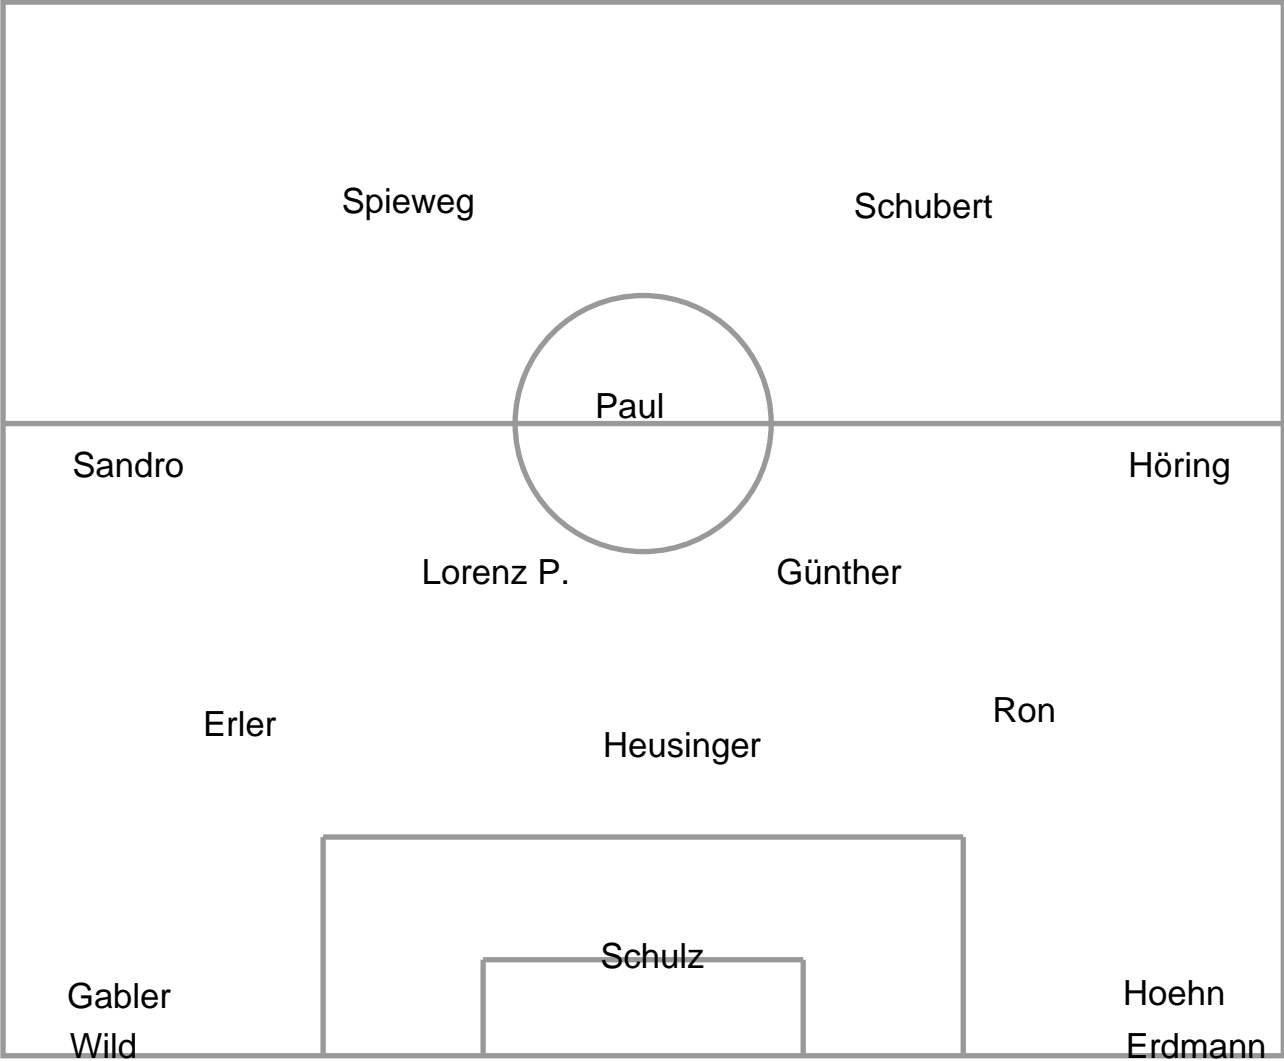 Spieweg
Schubert
Paul
Sandro
Höring
Lorenz P.
Günther
Erler
Ron
Heusinger
Schulz
Gabler
Hoehn
Wild
Erdmann